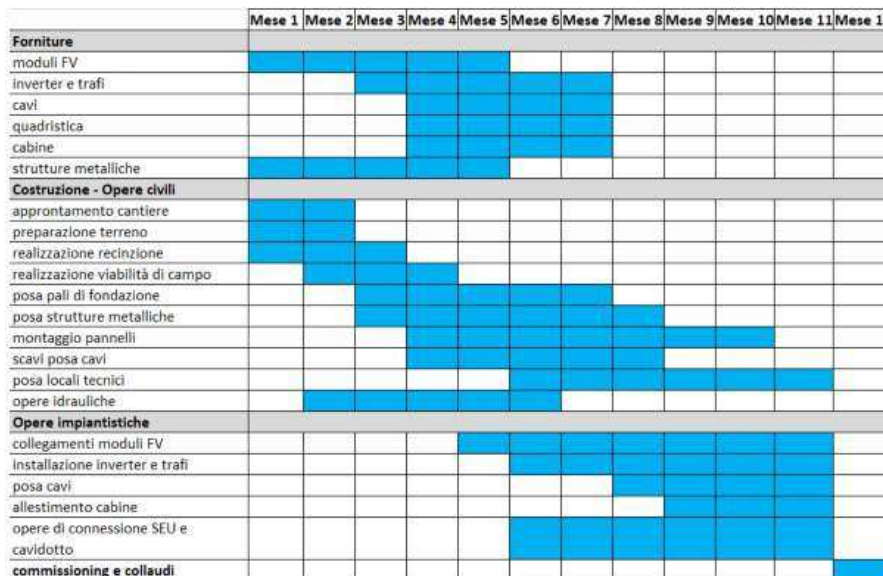 Mese 1 Mese 2 Mese 3 Mese 4 Mese 5 Mese 6 Mese 7 Mese 8 Mese 9 Mese 10 Mese 11 Mese 1
Forniture
moduli FV
inverter e trafi
cavi
quadristica
cabine
strutture metalliche
Costruzione - Opere civili
approntamento cantiere
preparazione terreno
realizzazione recinzione
realizzazione viabilità di campo
posa pali di fondazione
posa strutture metalliche
montaggio pannelli
scavi posa cavi
posa locali tecnici
opere idrauliche
Opere impiantistiche
collegamenti moduli FV
installazione inverter e trafi
posa cavi
allestimento cabine
opere di connessione SEU e
cavidotto
commissioning e collaudi